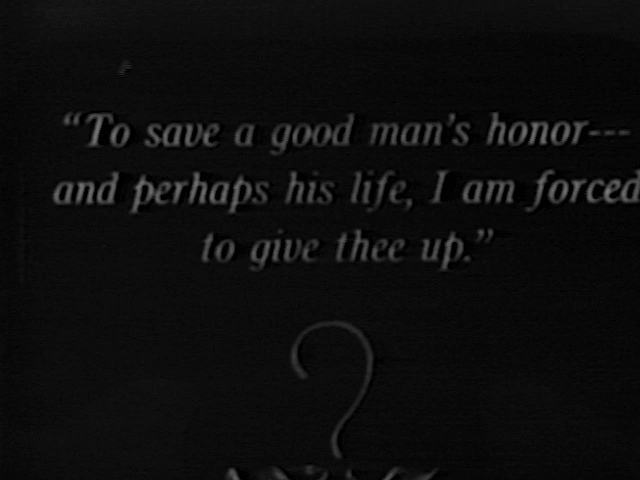 “To save a good man's honor---
and perhaps his life, I am forced
to give thee up.”